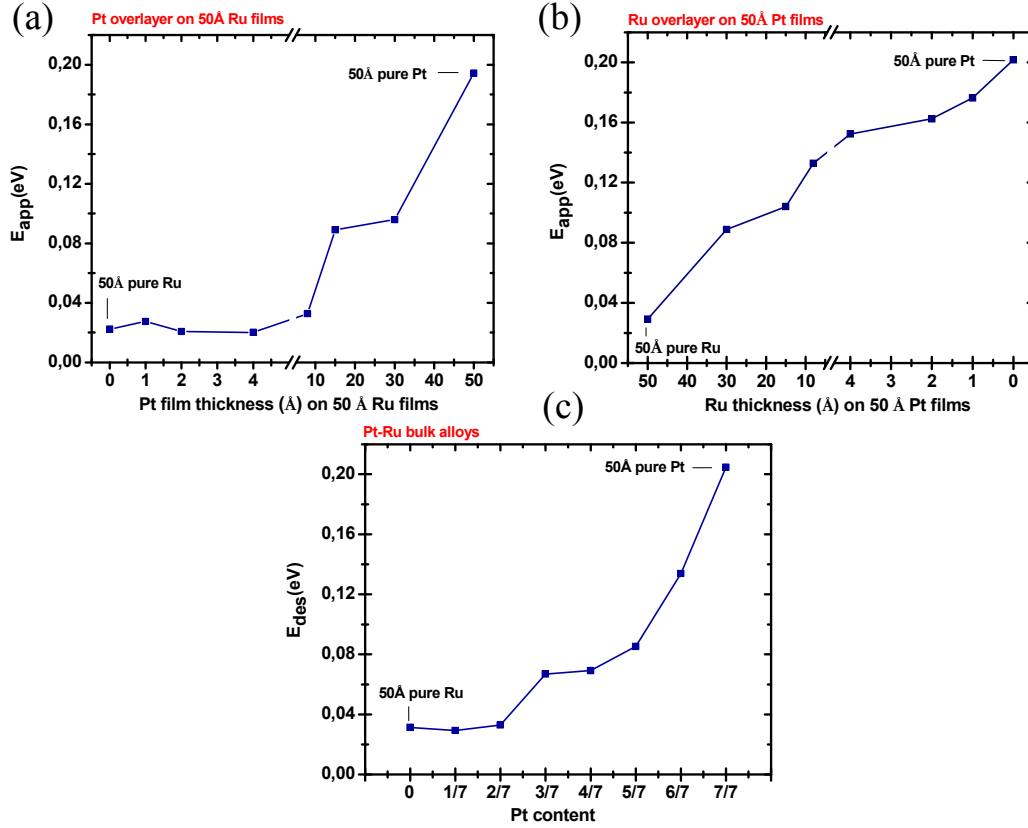 (a)
Pt overlayer on 50Å Ru films
0,20
0,16
0,12
0,08
0,04
0,00
E_app(eV)
50Å pure Pt
50Å pure Ru
0 1 2 3 4 10 20 30 40 50
Pt film thickness (Å) on 50 Å Ru films
(b)
Ru overlayer on 50Å Pt films
0,20
0,16
0,12
0,08
0,04
0,00
E_app(eV)
50Å pure Pt
50Å pure Ru
50 40 30 20 10 4 3 2 1 0
Ru thickness (Å) on 50 Å Pt films
(c)
Pt-Ru bulk alloys
0,20
0,16
0,12
0,08
0,04
0,00
E_des(eV)
50Å pure Pt
50Å pure Ru
0 1/7 2/7 3/7 4/7 5/7 6/7 7/7
Pt content